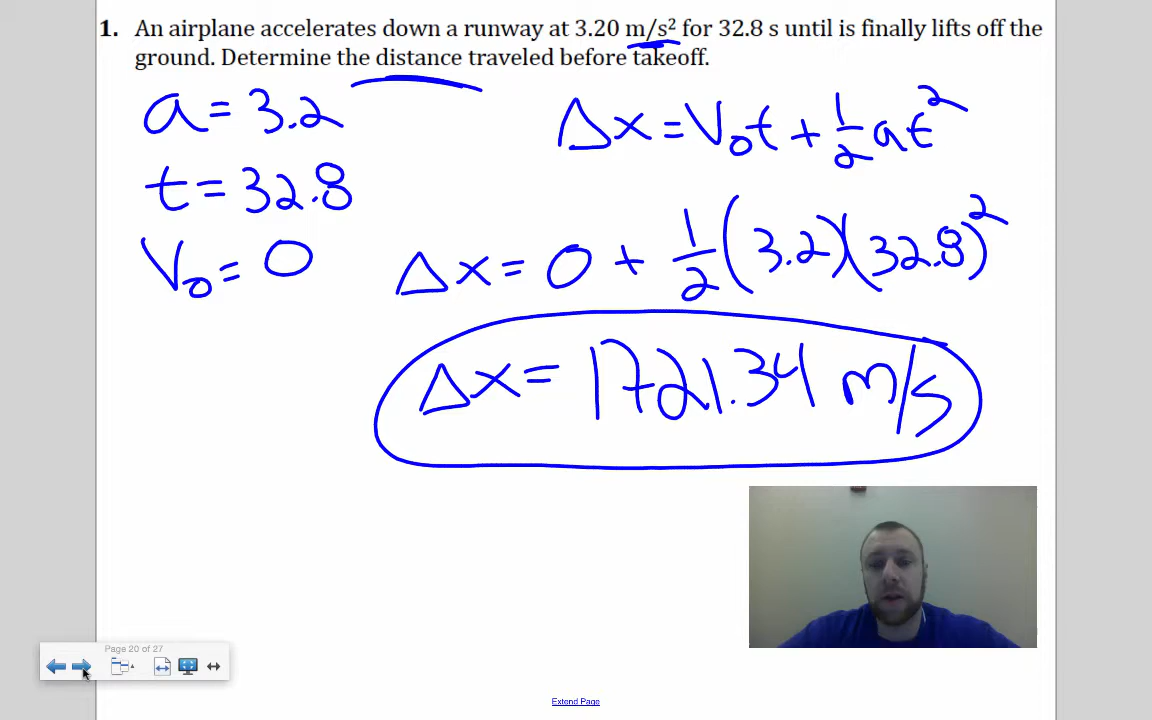 1. An airplane accelerates down a runway at 3.20 m/s² for 32.8 s until is finally lifts off the
ground. Determine the distance traveled before takeoff.
a = 3.2
Δx = V₀t + 1/2 at²
t = 32.8
V₀ = 0
Δx = 0 + 1/2 (3.2)(32.8)²
Δx = 1721.34 m/s
Page 20 of 27
Extend Page